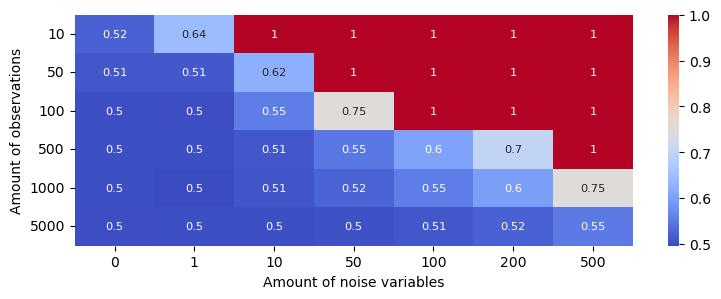 Amount of observations
10 0.52 0.64 1 1 1 1 1
50 0.51 0.51 0.62 1 1 1 1
100 0.5 0.5 0.55 0.75 1 1 1
500 0.5 0.5 0.51 0.55 0.6 0.7 1
1000 0.5 0.5 0.51 0.52 0.55 0.6 0.75
5000 0.5 0.5 0.5 0.5 0.51 0.52 0.55
0 1 10 50 100 200 500
Amount of noise variables
1.0
0.9
0.8
0.7
0.6
0.5